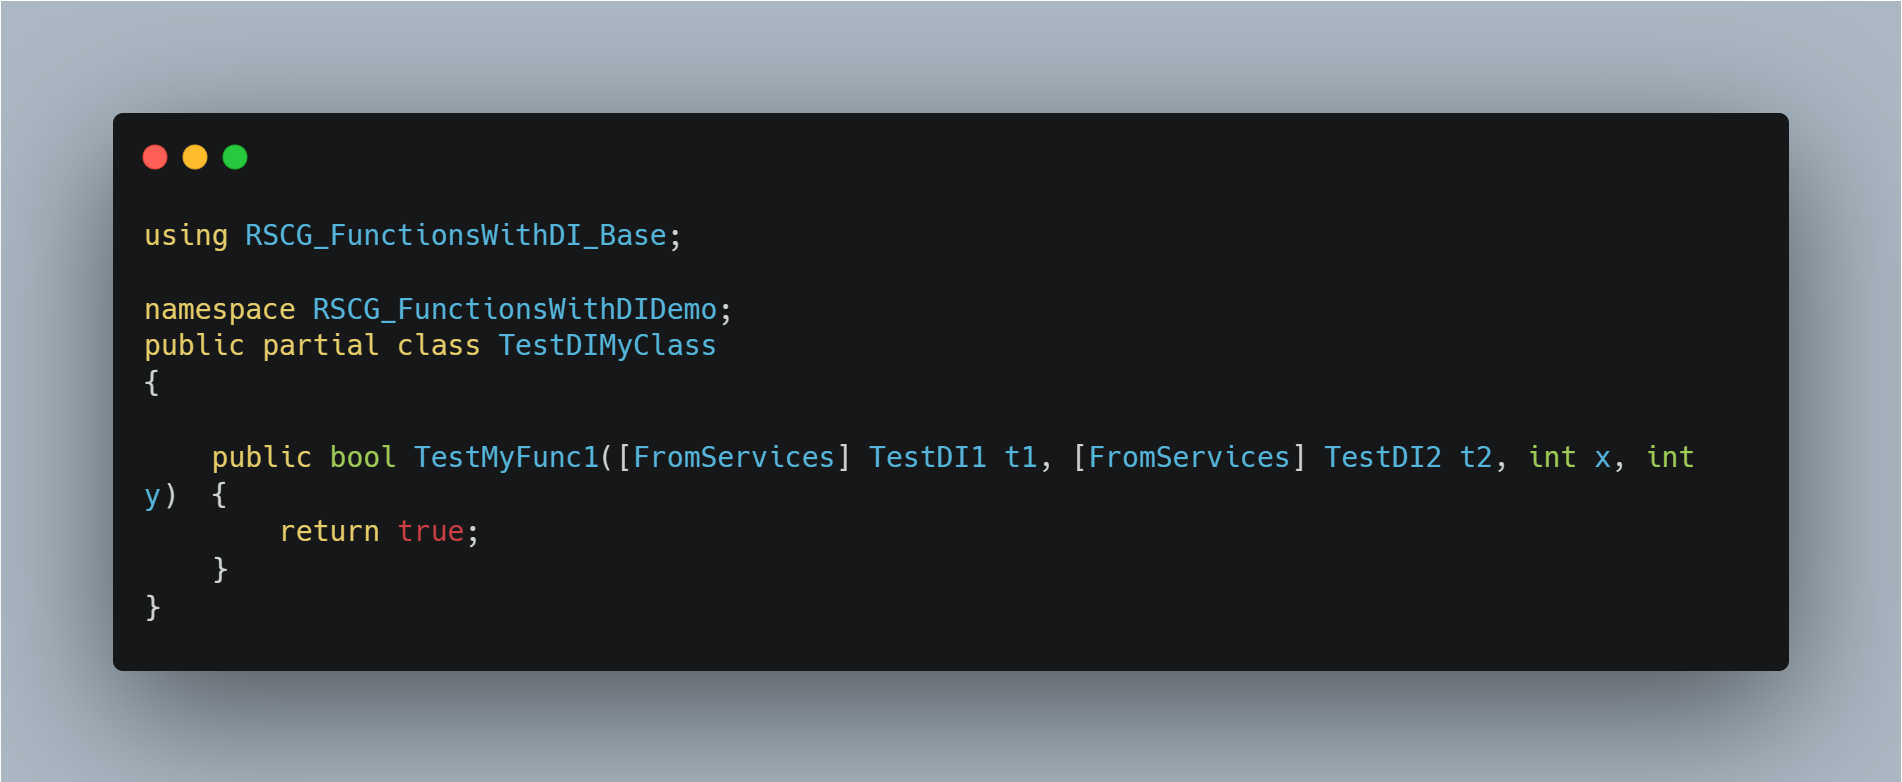 using RSCG_FunctionsWithDI_Base;
namespace RSCG_FunctionsWithDIDemo;
public partial class TestDIMyClass
{
    public bool TestMyFunc1([FromServices] TestDI1 t1, [FromServices] TestDI2 t2, int x, int
y)  {
        return true;
    }
}